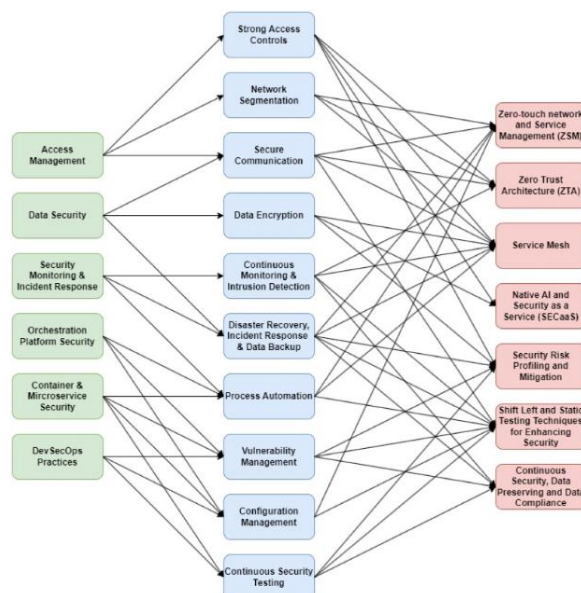 Access
Management
Data Security
Security
Monitoring &
Incident Response
Orchestration
Platform Security
Container &
Mircroservice
Security
DevSecOps
Practices
Strong Access
Controls
Network
Segmentation
Secure
Communication
Data Encryption
Continuous
Monitoring &
Intrusion Detection
Disaster Recovery,
Incident Response
& Data Backup
Process Automation
Vulnerability
Management
Configuration
Management
Continuous Security
Testing
Zero-touch network
and Service
Management (ZSM)
Zero Trust
Architecture (ZTA)
Service Mesh
Native AI and
Security as a
Service (SECaaS)
Security Risk
Profiling and
Mitigation
Shift Left and Static
Testing Techniques
for Enhancing
Security
Continuous
Security, Data
Preserving and Data
Compliance